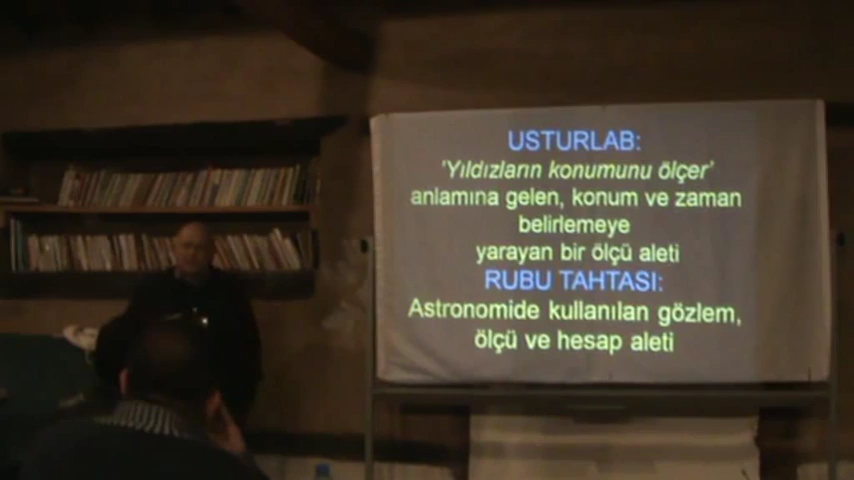 USTURLAB:
'Yıldızların konumunu ölçer'
anlamına gelen, konum ve zaman
belirlemeye
yarayan bir ölçü aleti
RUBU TAHTASI:
Astronomide kullanılan gözlem,
ölçü ve hesap aleti